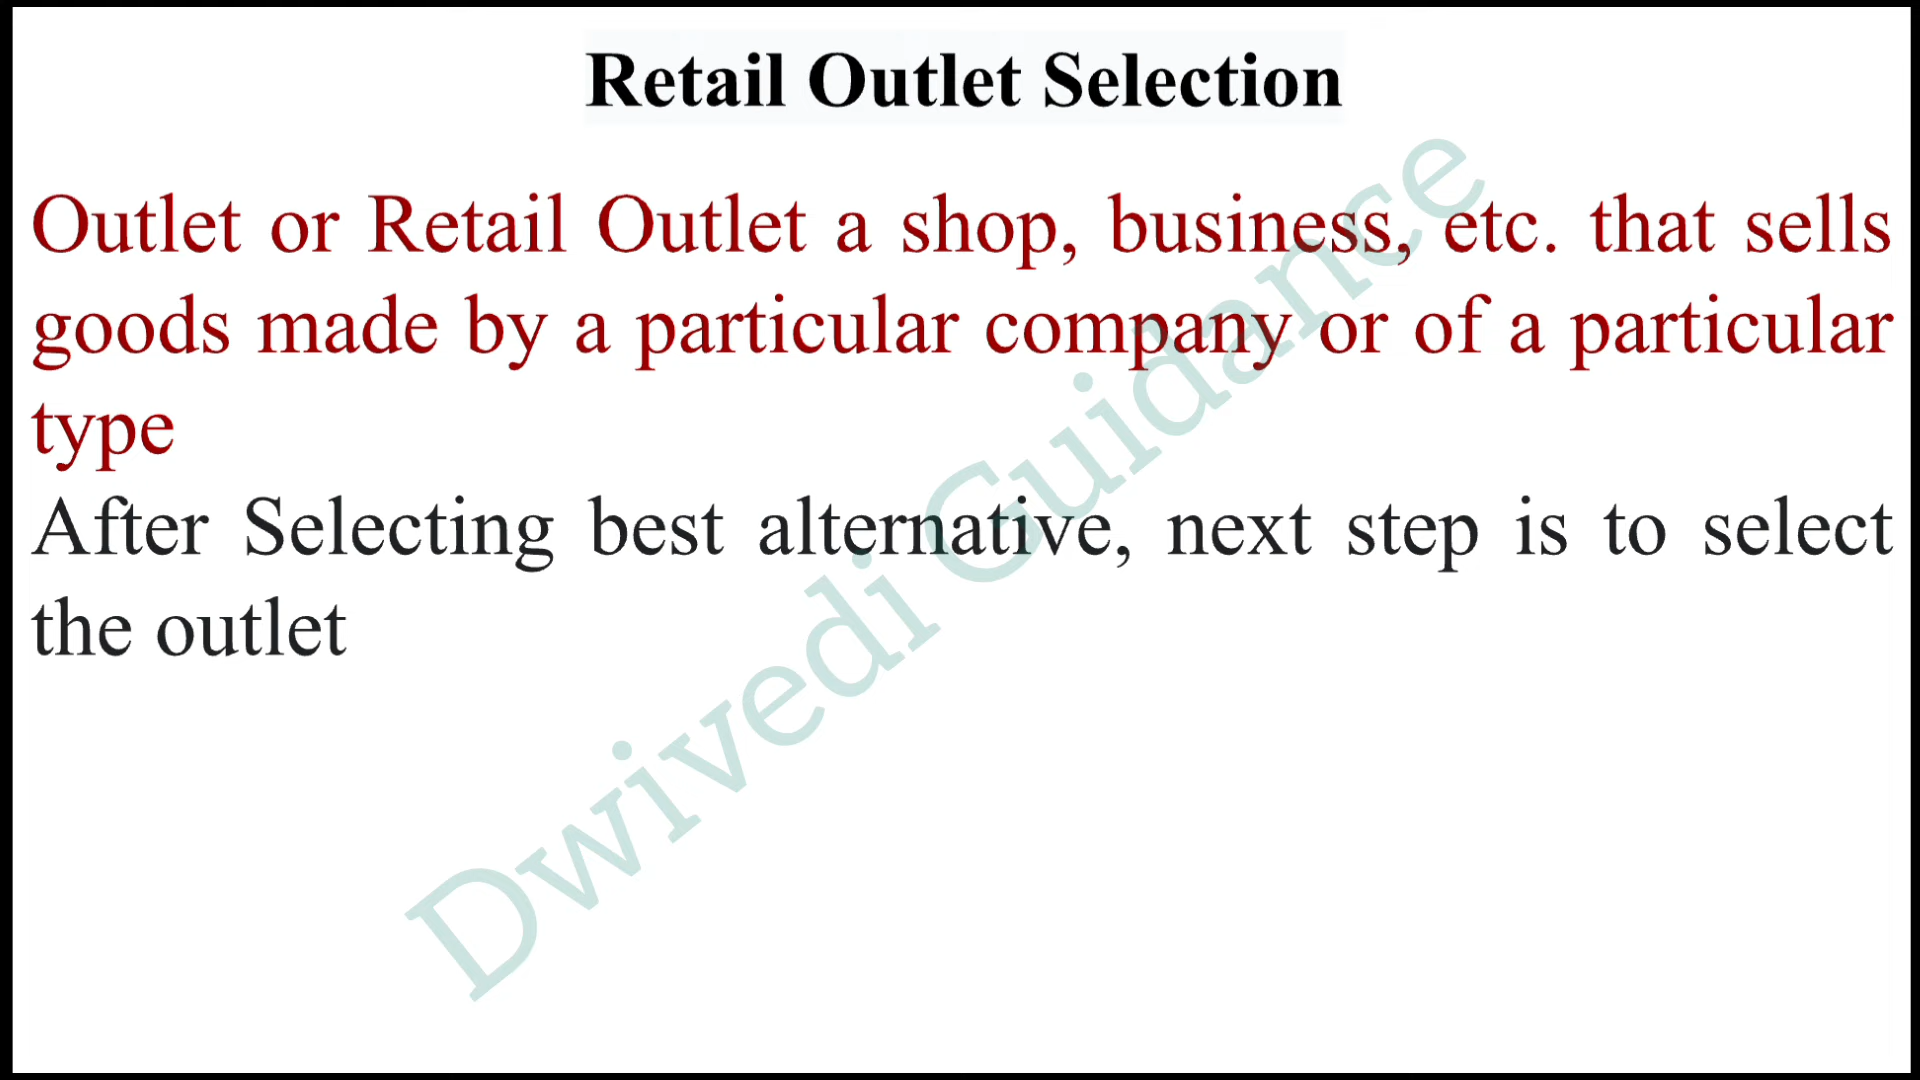 Retail Outlet Selection
Outlet or Retail Outlet a shop, business, etc. that sells
goods made by a particular company or of a particular
type
After Selecting best alternative, next step is to select
the outlet
Dwivedi Guidance